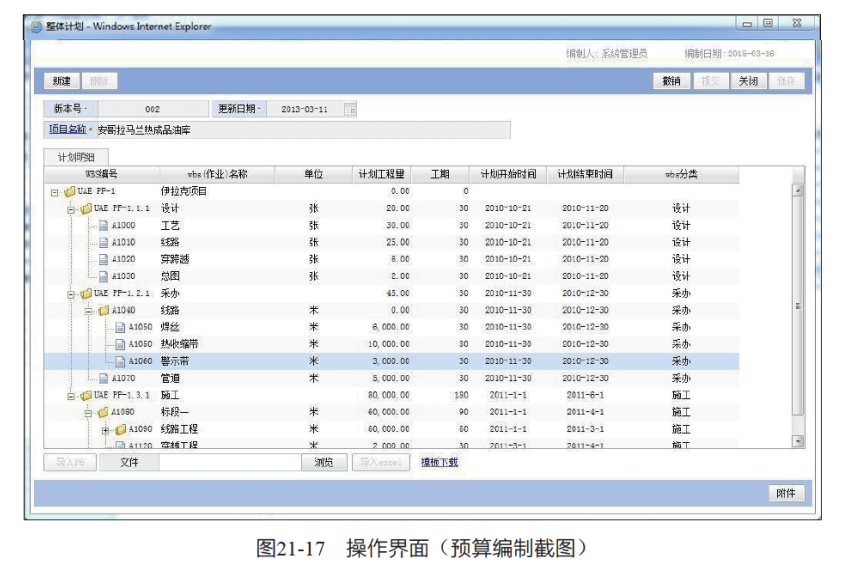 整体计划 - Windows Internet Explorer
编制人: 系统管理员 编制日期: 2015-03-16
新建 删除 撤销 提交 关闭 保存
版本号 · 002 更新日期 · 2013-03-11
项目名称 · 安哥拉马兰热成品油库
计划明细
WBS编号 wbs(作业)名称 单位 计划工程量 工期 计划开始时间 计划结束时间 wbs分类
UAE PP-1 伊拉克项目 0.00 0
UAE PP-1.1.1 设计 张 20.00 30 2010-10-21 2010-11-20 设计
A1000 工艺 张 30.00 30 2010-10-21 2010-11-20 设计
A1010 线路 张 25.00 30 2010-10-21 2010-11-20 设计
A1020 穿跨越 张 8.00 30 2010-10-21 2010-11-20 设计
A1030 总图 张 2.00 30 2010-10-21 2010-11-20 设计
UAE PP-1.2.1 采办 45.00 30 2010-11-30 2010-12-30 采办
A1040 线路 米 0.00 30 2010-11-30 2010-12-30 采办
A1050 焊丝 米 6,000.00 30 2010-11-30 2010-12-30 采办
A1050 热收缩带 米 10,000.00 30 2010-11-30 2010-12-30 采办
A1060 警示带 米 3,000.00 30 2010-11-30 2010-12-30 采办
A1070 管道 米 5,000.00 30 2010-11-30 2010-12-30 采办
UAE PP-1.3.1 施工 80,000.00 180 2011-1-1 2011-6-1 施工
A1080 标段一 米 60,000.00 90 2011-1-1 2011-4-1 施工
A1090 线路工程 米 60,000.00 60 2011-1-1 2011-3-1 施工
A1120 穿越工程 米 2,000.00 30 2011-3-1 2011-4-1 施工
导入P6 文件 浏览 导入excel 模板下载
附件
图21-17 操作界面（预算编制截图）